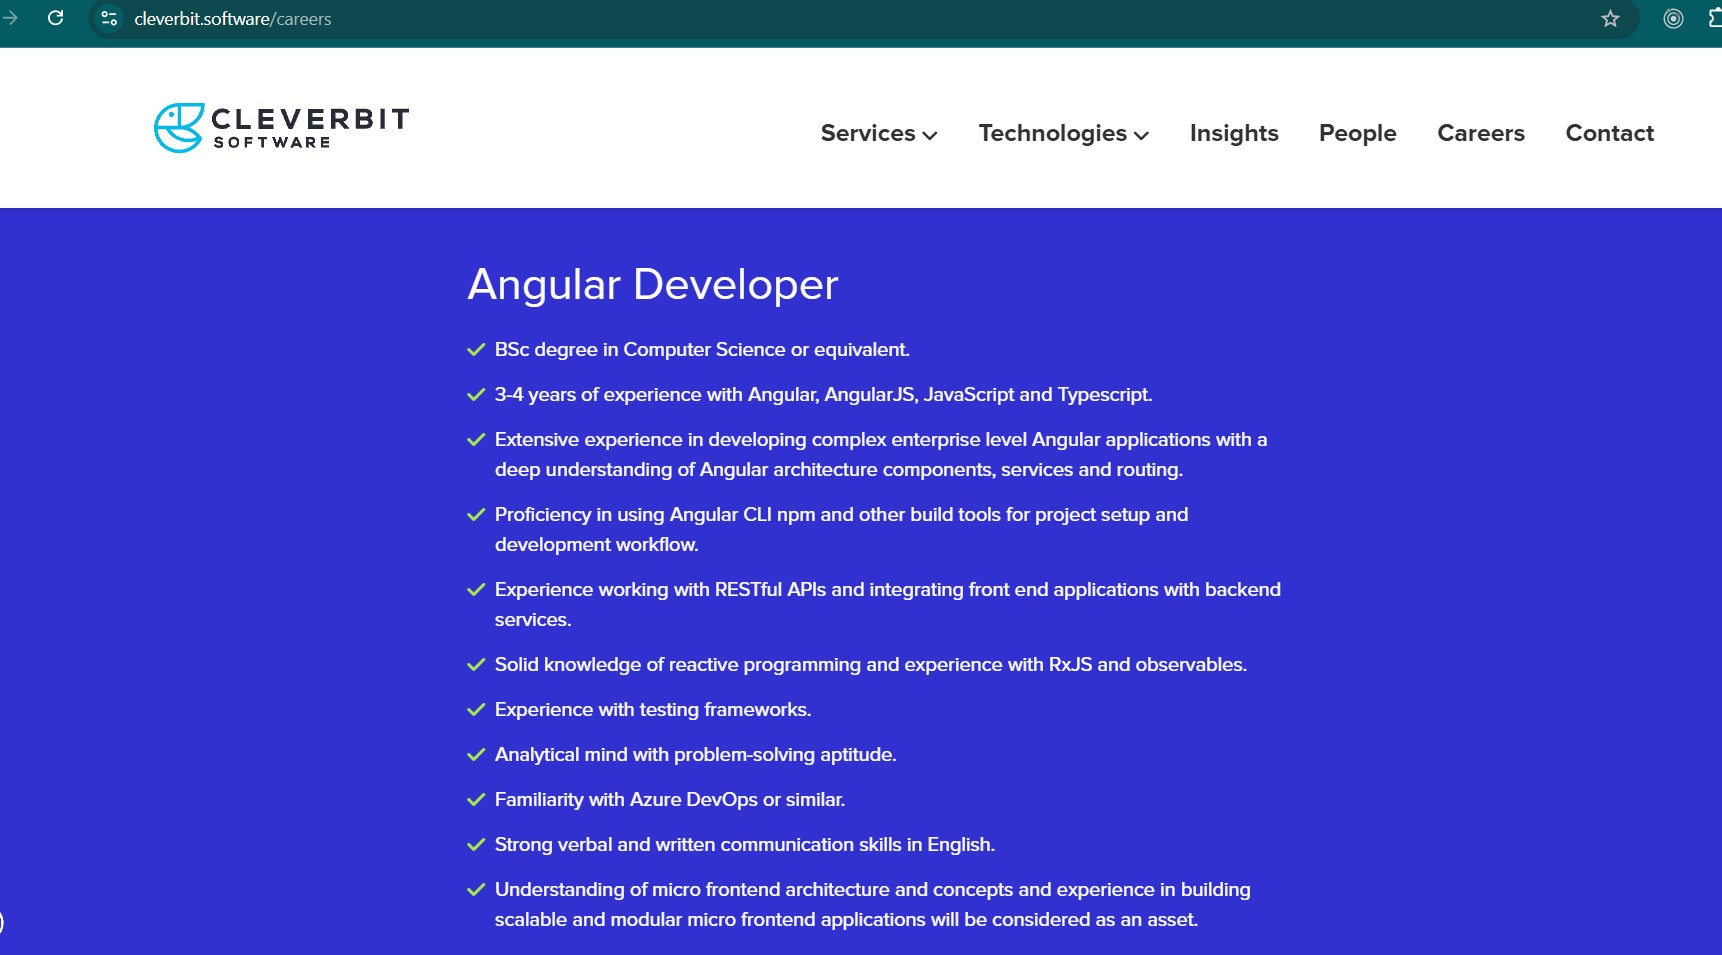 cleverbit.software/careers
CLEVERBIT
SOFTWARE
Services Technologies Insights People Careers Contact
Angular Developer
BSc degree in Computer Science or equivalent.
3-4 years of experience with Angular, AngularJS, JavaScript and Typescript.
Extensive experience in developing complex enterprise level Angular applications with a
deep understanding of Angular architecture components, services and routing.
Proficiency in using Angular CLI npm and other build tools for project setup and
development workflow.
Experience working with RESTful APIs and integrating front end applications with backend
services.
Solid knowledge of reactive programming and experience with RxJS and observables.
Experience with testing frameworks.
Analytical mind with problem-solving aptitude.
Familiarity with Azure DevOps or similar.
Strong verbal and written communication skills in English.
Understanding of micro frontend architecture and concepts and experience in building
scalable and modular micro frontend applications will be considered as an asset.